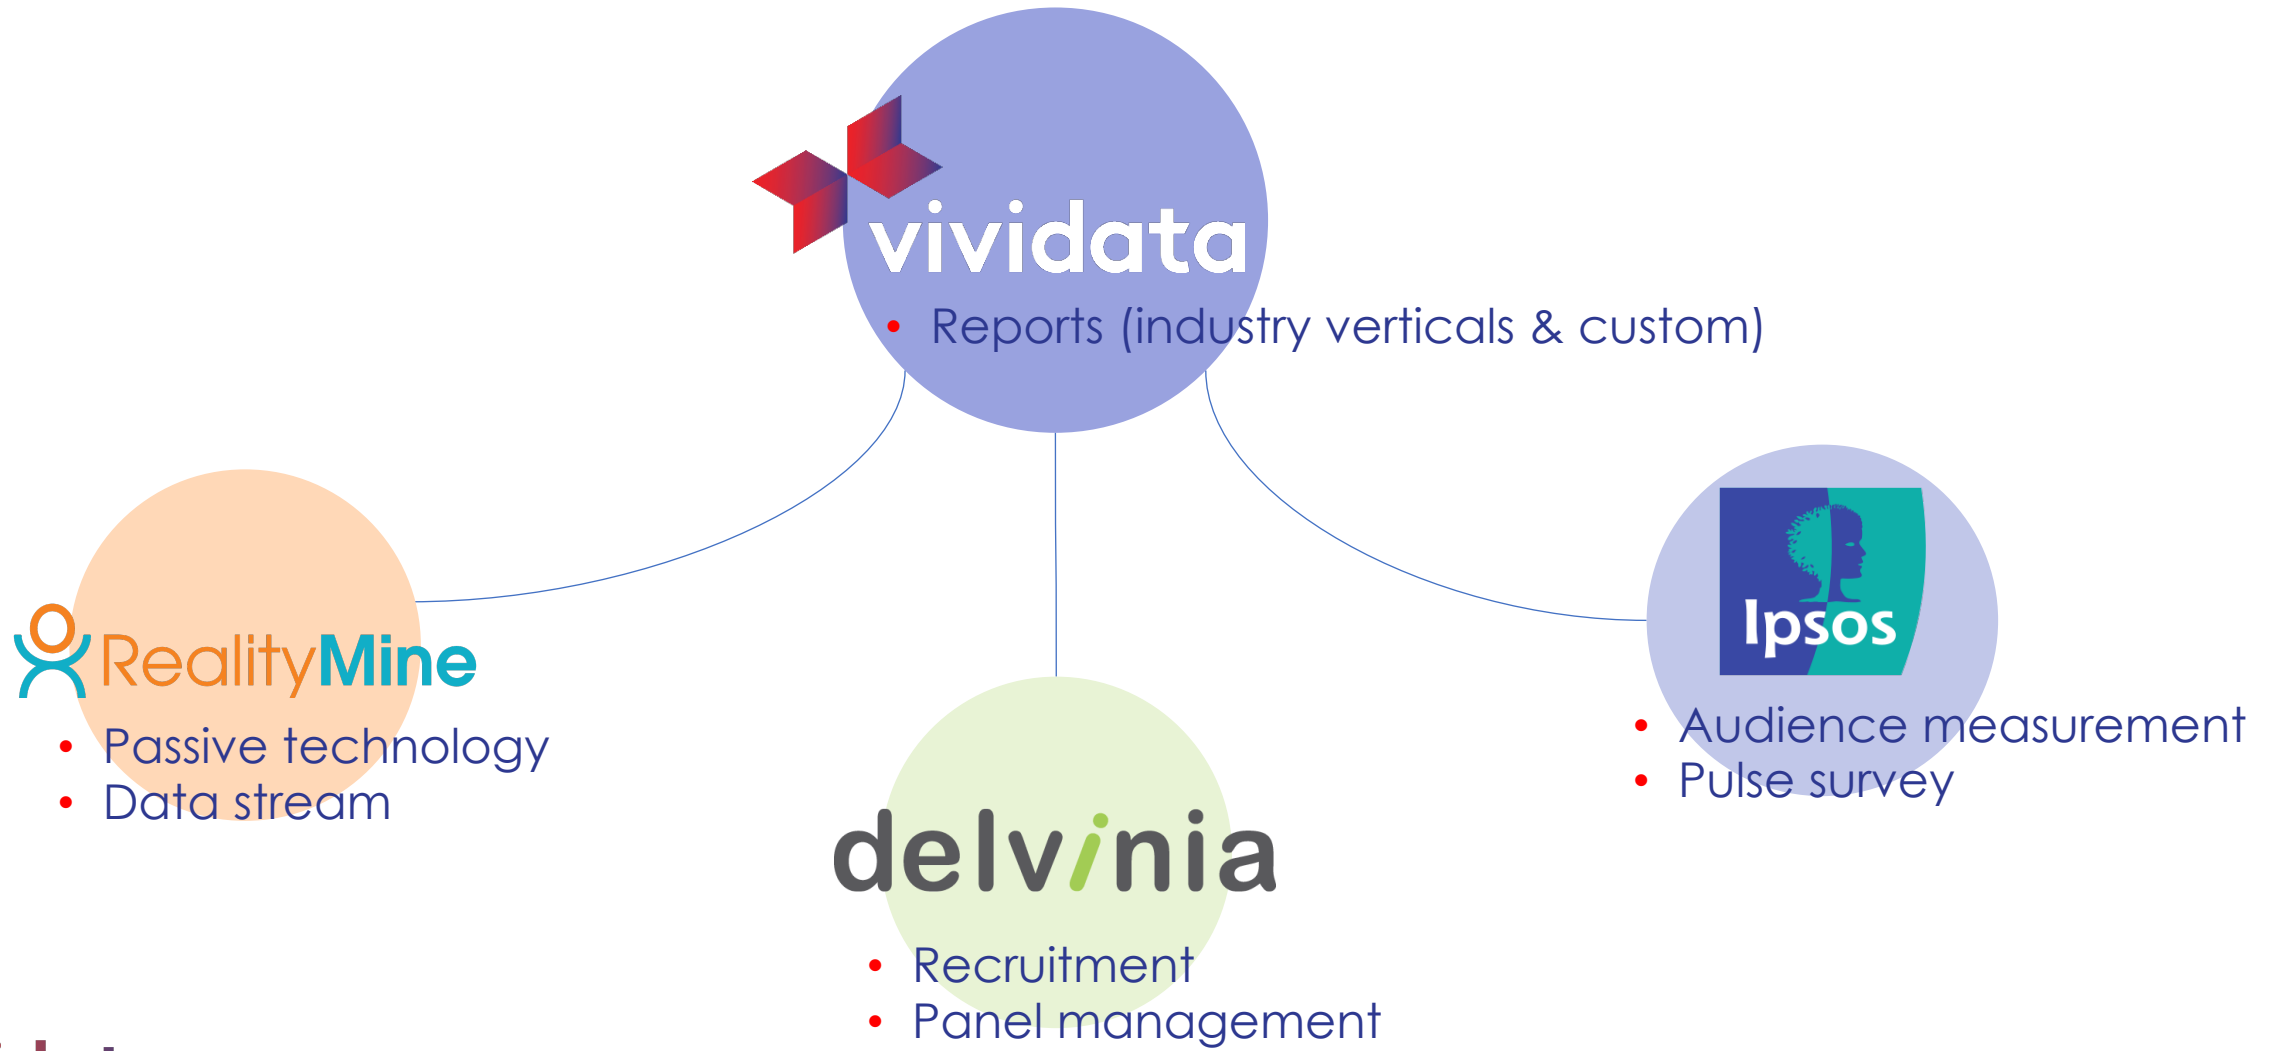 vividata
• Reports (industry verticals & custom)
RealityMine
• Passive technology
• Data stream
Ipsos
• Audience measurement
• Pulse survey
delvinia
• Recruitment
• Panel management